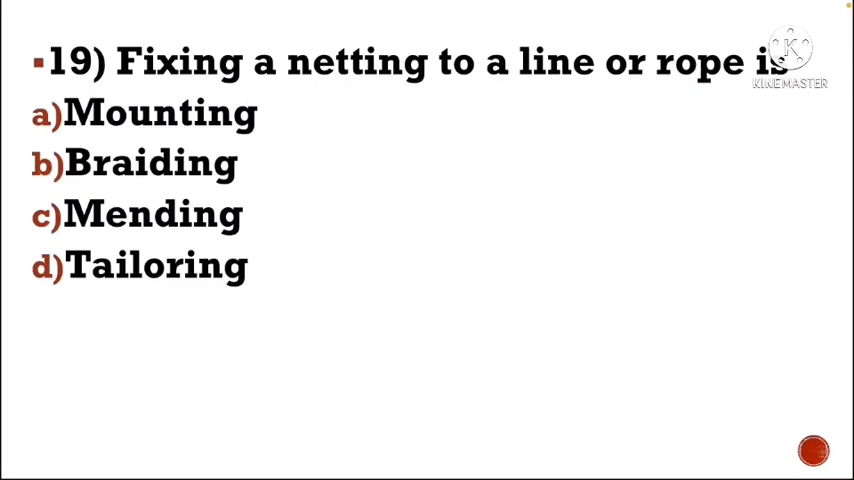 ▪19) Fixing a netting to a line or rope is
a)Mounting
b)Braiding
c)Mending
d)Tailoring
K
KINEMASTER